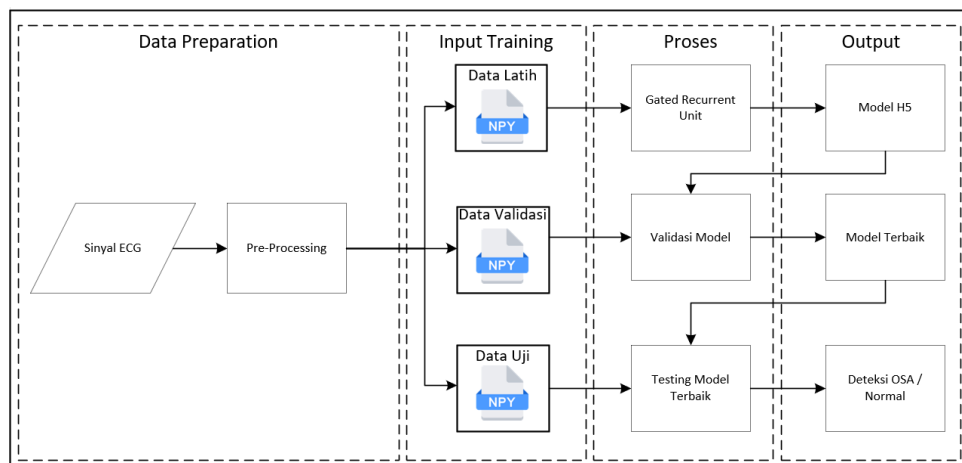 Data Preparation
Input Training
Proses
Output
Data Latih
NPY
Gated Recurrent
Unit
Model H5
Sinyal ECG
Pre-Processing
Data Validasi
NPY
Validasi Model
Model Terbaik
Data Uji
NPY
Testing Model
Terbaik
Deteksi OSA /
Normal